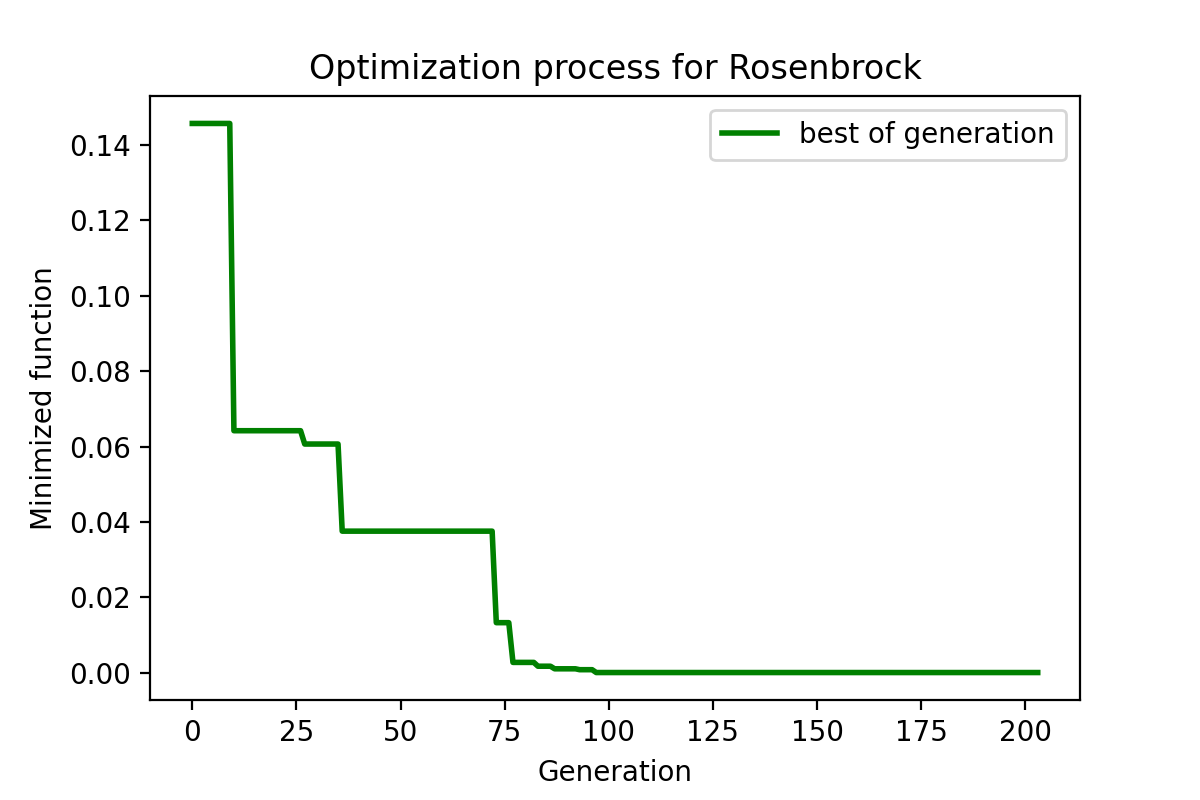 Optimization process for Rosenbrock
best of generation
Minimized function
0.14
0.12
0.10
0.08
0.06
0.04
0.02
0.00
0 25 50 75 100 125 150 175 200
Generation